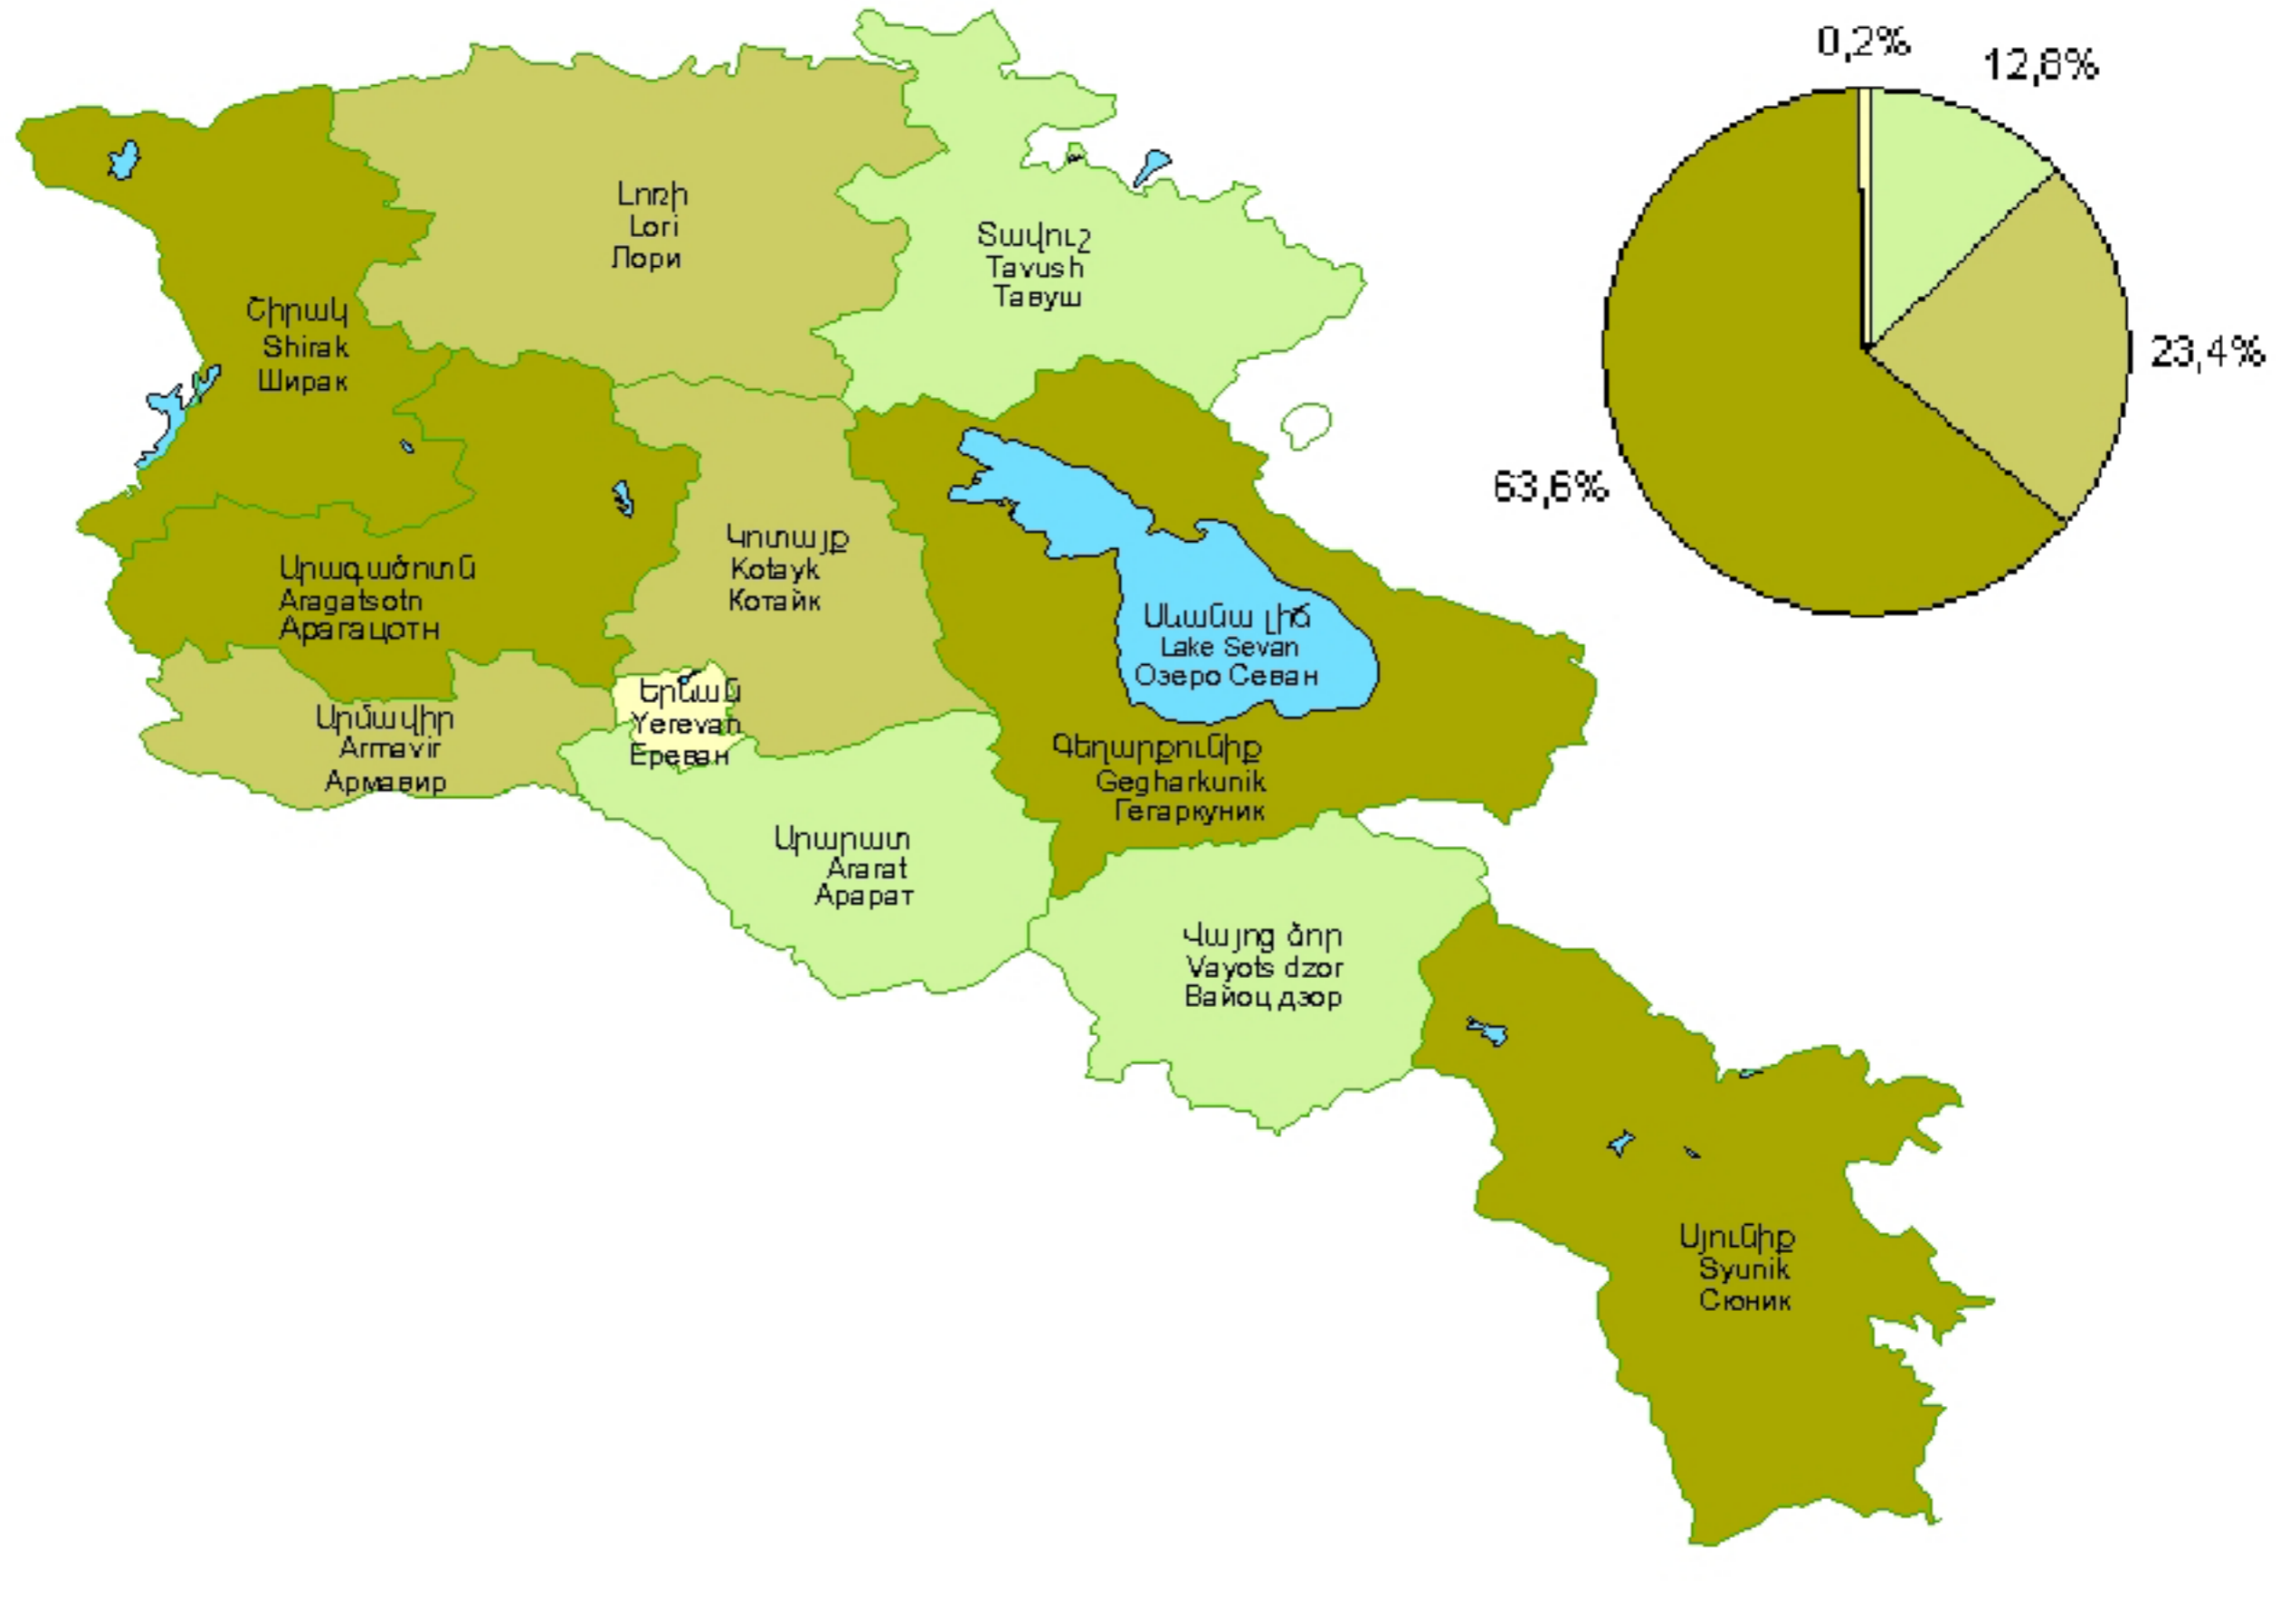 0,2%
12,8%
23,4%
63,6%
Լոռի
Lori
Лори
Տավուշ
Tavush
Тавуш
Շիրակ
Shirak
Ширак
Արագածոտն
Aragatsotn
Арагацотн
Կոտայք
Kotayk
Котайк
Սևանա լիճ
Lake Sevan
Озеро Севан
Երևան
Yerevan
Ереван
Արմավիր
Armavir
Армавир
Գեղարքունիք
Gegharkunik
Гегаркуник
Արարատ
Ararat
Арарат
Վայոց ձոր
Vayots dzor
Вайоц дзор
Սյունիք
Syunik
Сюник